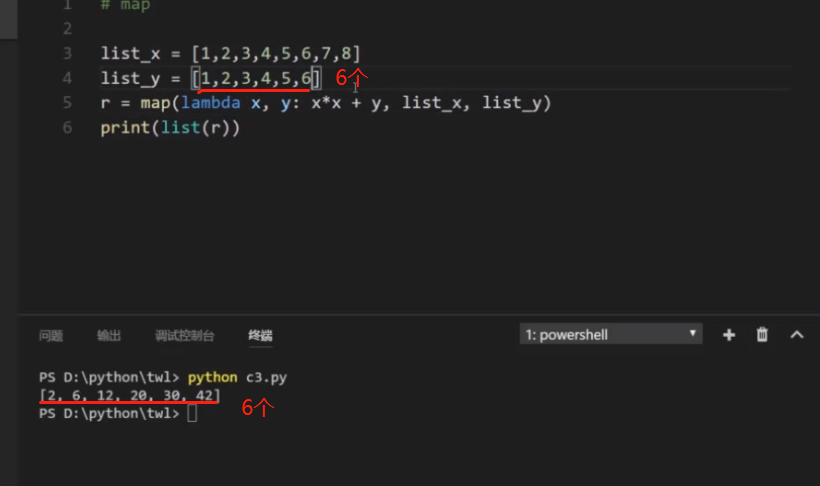 1 # map
2
3 list_x = [1,2,3,4,5,6,7,8]
4 list_y = [1,2,3,4,5,6] 6个
5 r = map(lambda x, y: x*x + y, list_x, list_y)
6 print(list(r))
问题 输出 调试控制台 终端 1: powershell
PS D:\python\twl> python c3.py
[2, 6, 12, 20, 30, 42] 6个
PS D:\python\twl>